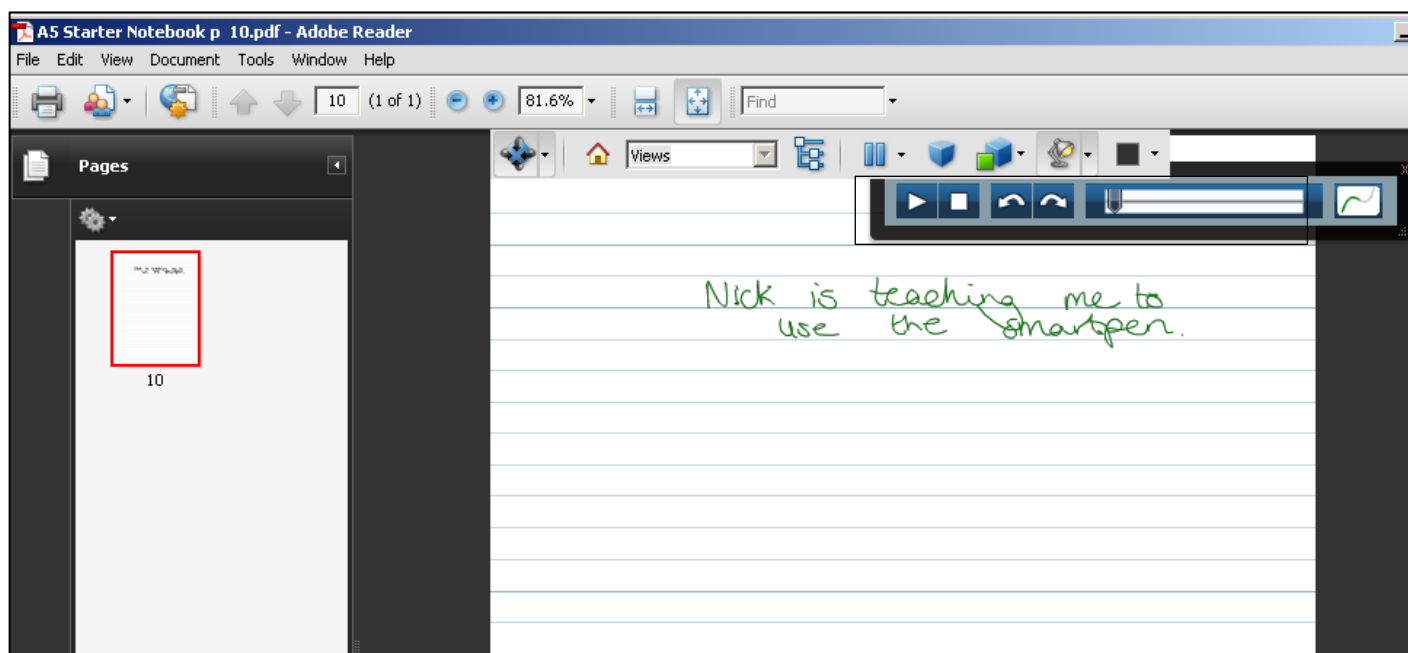 A5 Starter Notebook p 10.pdf - Adobe Reader
File Edit View Document Tools Window Help
10 (1 of 1) 81.6% Find
Pages
Views
10
Nick is teaching me to
use the smartpen.